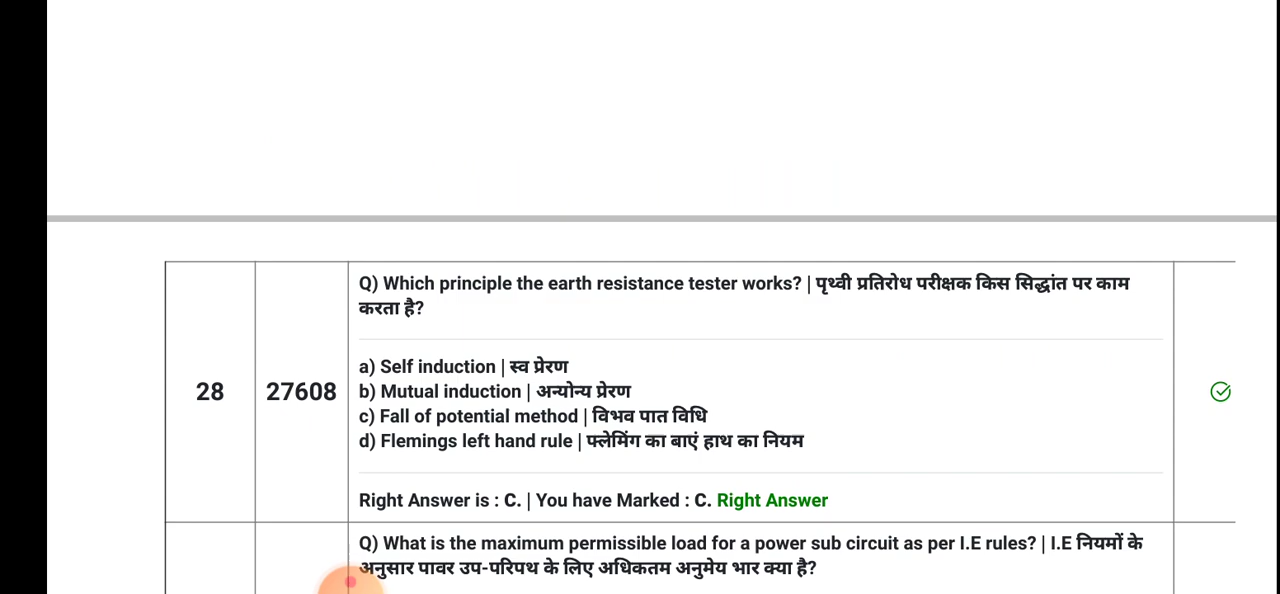 28
27608
Q) Which principle the earth resistance tester works? | पृथ्वी प्रतिरोध परीक्षक किस सिद्धांत पर काम
करता है?
a) Self induction | स्व प्रेरण
b) Mutual induction | अन्योन्य प्रेरण
c) Fall of potential method | विभव पात विधि
d) Flemings left hand rule | फ्लेमिंग का बाएं हाथ का नियम
Right Answer is : C. | You have Marked : C. Right Answer
Q) What is the maximum permissible load for a power sub circuit as per I.E rules? | I.E नियमों के
अनुसार पावर उप-परिपथ के लिए अधिकतम अनुमेय भार क्या है?